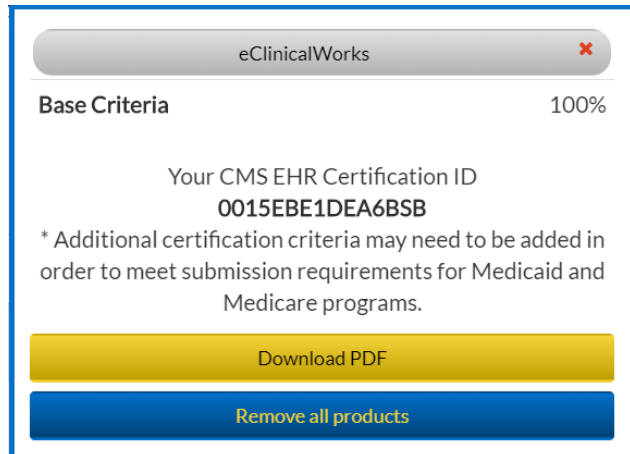 eClinicalWorks
Base Criteria 100%
Your CMS EHR Certification ID
0015EBE1DEA6BSB
* Additional certification criteria may need to be added in
order to meet submission requirements for Medicaid and
Medicare programs.
Download PDF
Remove all products